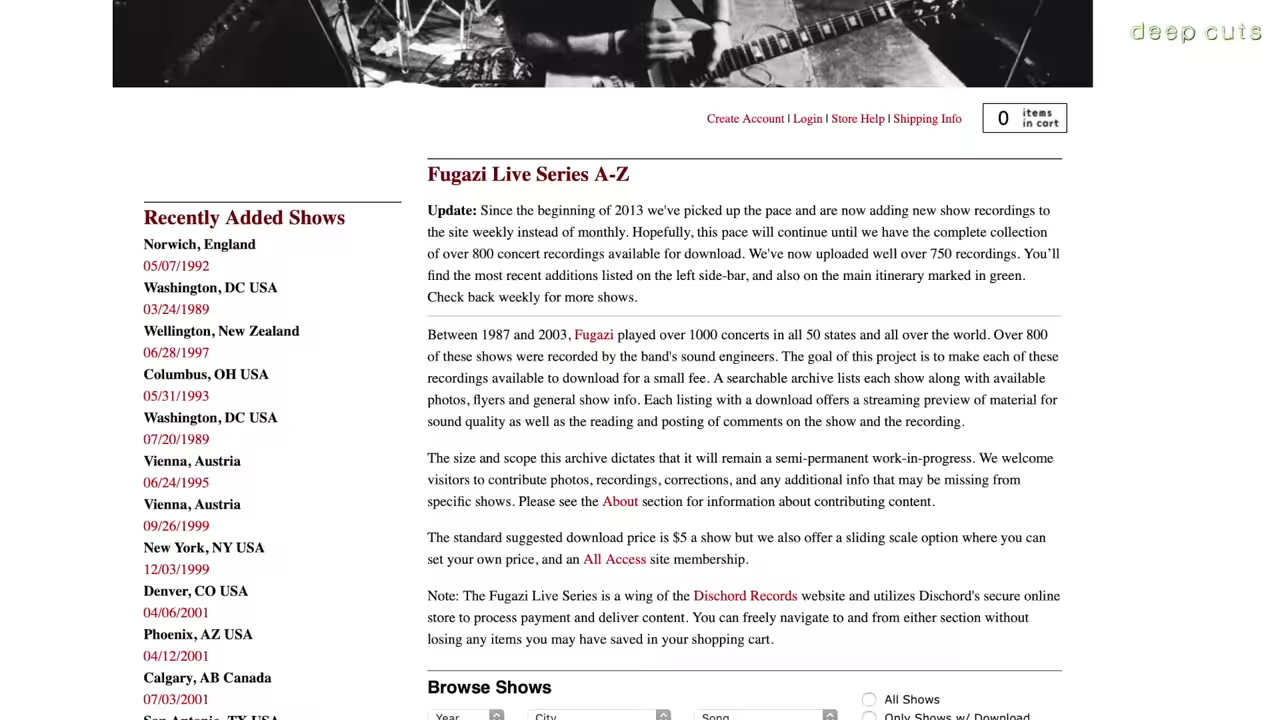 deep cuts
Create Account | Login | Store Help | Shipping Info
0 items
in cart
Recently Added Shows
Norwich, England
05/07/1992
Washington, DC USA
03/24/1989
Wellington, New Zealand
06/28/1997
Columbus, OH USA
05/31/1993
Washington, DC USA
07/20/1989
Vienna, Austria
06/24/1995
Vienna, Austria
09/26/1999
New York, NY USA
12/03/1999
Denver, CO USA
04/06/2001
Phoenix, AZ USA
04/12/2001
Calgary, AB Canada
07/03/2001
San Antonio, TX USA
Fugazi Live Series A-Z
Update: Since the beginning of 2013 we've picked up the pace and are now adding new show recordings to
the site weekly instead of monthly. Hopefully, this pace will continue until we have the complete collection
of over 800 concert recordings available for download. We've now uploaded well over 750 recordings. You'll
find the most recent additions listed on the left side-bar, and also on the main itinerary marked in green.
Check back weekly for more shows.
Between 1987 and 2003, Fugazi played over 1000 concerts in all 50 states and all over the world. Over 800
of these shows were recorded by the band's sound engineers. The goal of this project is to make each of these
recordings available to download for a small fee. A searchable archive lists each show along with available
photos, flyers and general show info. Each listing with a download offers a streaming preview of material for
sound quality as well as the reading and posting of comments on the show and the recording.
The size and scope this archive dictates that it will remain a semi-permanent work-in-progress. We welcome
visitors to contribute photos, recordings, corrections, and any additional info that may be missing from
specific shows. Please see the About section for information about contributing content.
The standard suggested download price is $5 a show but we also offer a sliding scale option where you can
set your own price, and an All Access site membership.
Note: The Fugazi Live Series is a wing of the Dischord Records website and utilizes Dischord's secure online
store to process payment and deliver content. You can freely navigate to and from either section without
losing any items you may have saved in your shopping cart.
Browse Shows
All Shows
Year City Song Only Shows w/ Download